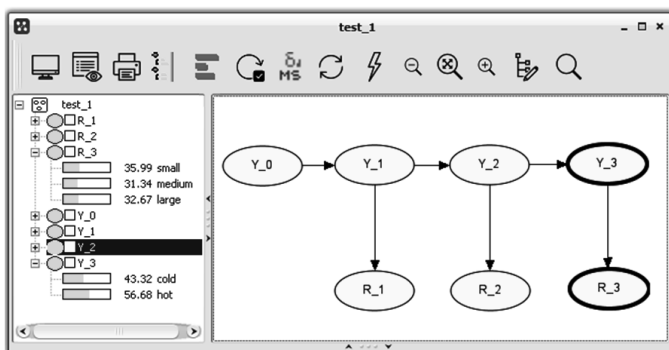 test_1
δ
MS
test_1
R_1
R_2
R_3
35.99 small
31.34 medium
32.67 large
Y_0
Y_1
Y_2
Y_3
43.32 cold
56.68 hot
Y_0
Y_1
Y_2
Y_3
R_1
R_2
R_3